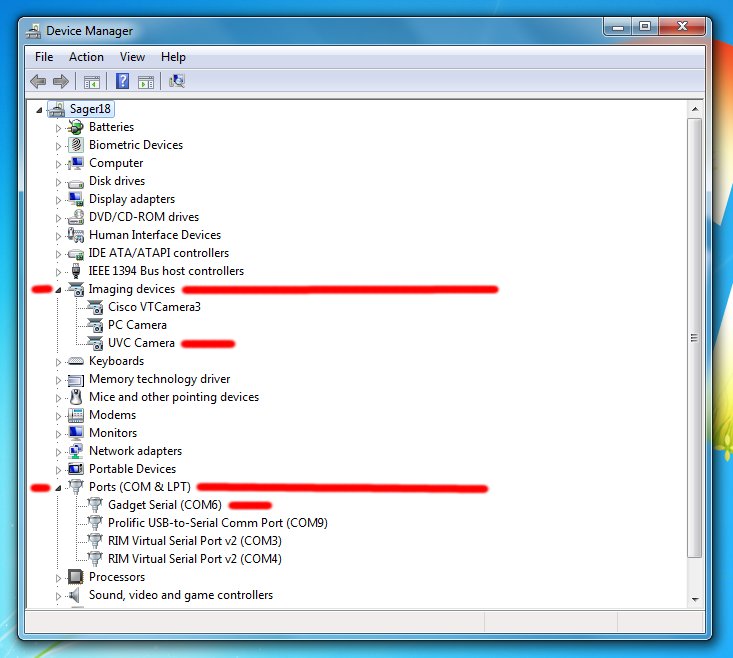 Device Manager
File Action View Help
Sager18
Batteries
Biometric Devices
Computer
Disk drives
Display adapters
DVD/CD-ROM drives
Human Interface Devices
IDE ATA/ATAPI controllers
IEEE 1394 Bus host controllers
Imaging devices
Cisco VTCamera3
PC Camera
UVC Camera
Keyboards
Memory technology driver
Mice and other pointing devices
Modems
Monitors
Network adapters
Portable Devices
Ports (COM & LPT)
Gadget Serial (COM6)
Prolific USB-to-Serial Comm Port (COM9)
RIM Virtual Serial Port v2 (COM3)
RIM Virtual Serial Port v2 (COM4)
Processors
Sound, video and game controllers